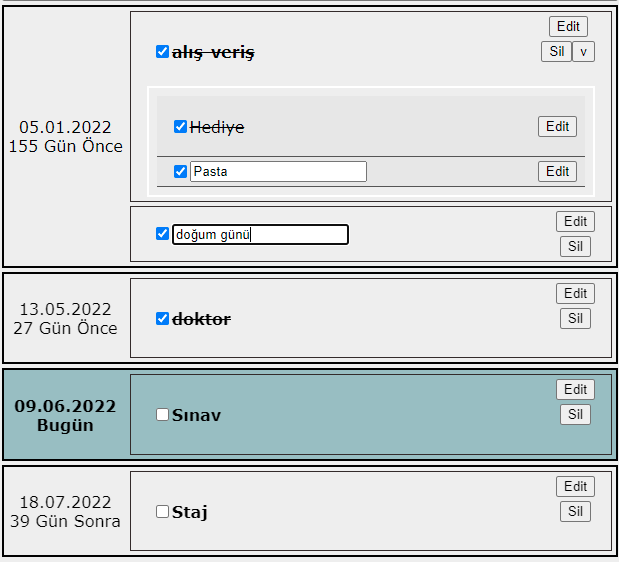 Edit
alış veriş
Sil v
05.01.2022
155 Gün Önce
Hediye Edit
Pasta Edit
Edit
doğum günü
Sil
13.05.2022
27 Gün Önce
Edit
doktor
Sil
09.06.2022
Bugün
Edit
Sınav
Sil
18.07.2022
39 Gün Sonra
Edit
Staj
Sil